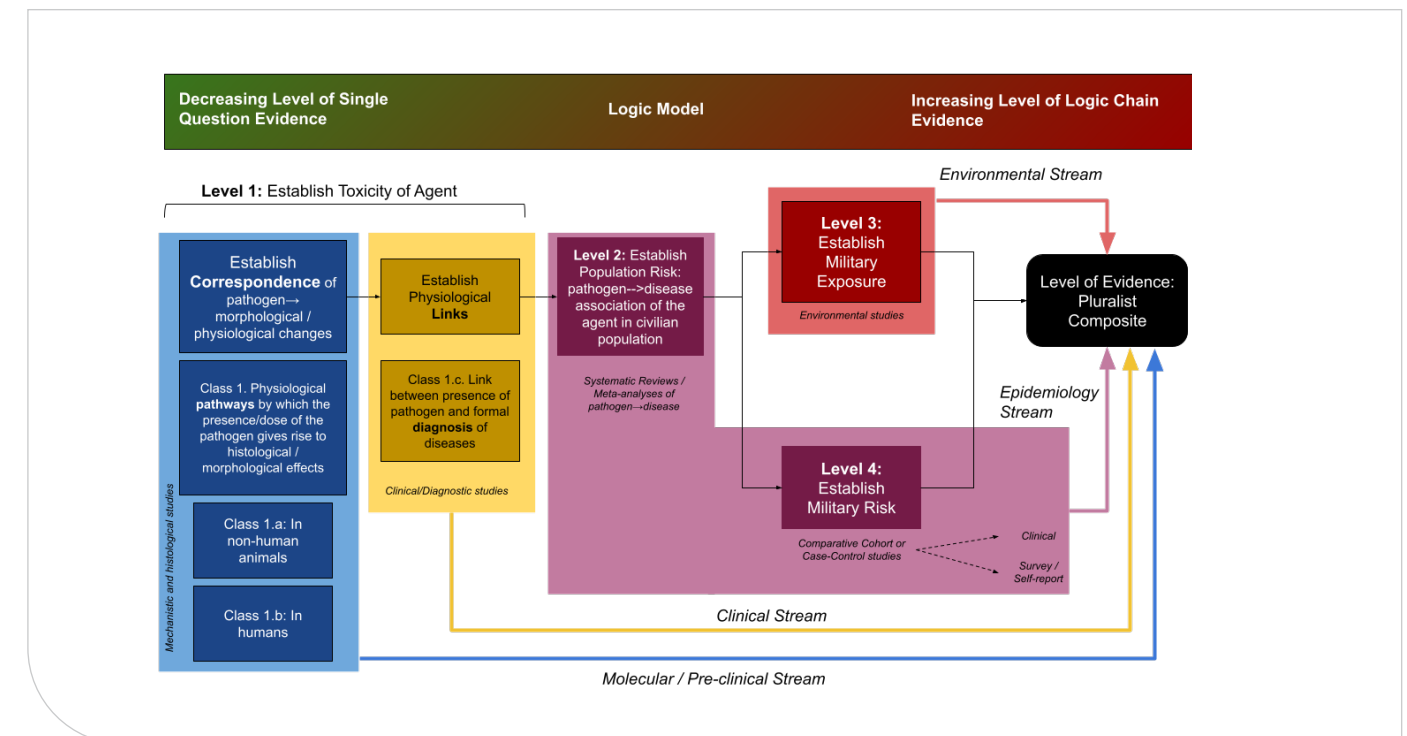 Decreasing Level of Single
Question Evidence
Logic Model
Increasing Level of Logic Chain
Evidence
Environmental Stream
Level 1: Establish Toxicity of Agent
Establish
Correspondence of
pathogen→
morphological /
physiological changes
Class 1. Physiological
pathways by which the
presence/dose of the
pathogen gives rise to
histological /
morphological effects
Class 1.a: In
non-human
animals
Class 1.b: In
humans
Mechanistic and histological studies
Establish
Physiological
Links
Class 1.c. Link
between presence of
pathogen and formal
diagnosis of
diseases
Clinical/Diagnostic studies
Level 2: Establish
Population Risk:
pathogen-->disease
association of the
agent in civilian
population
Systematic Reviews /
Meta-analyses of
pathogen→disease
Level 3:
Establish
Military
Exposure
Environmental studies
Level 4:
Establish
Military Risk
Comparative Cohort or
Case-Control studies
Clinical
Survey /
Self-report
Level of Evidence:
Pluralist
Composite
Epidemiology
Stream
Clinical Stream
Molecular / Pre-clinical Stream